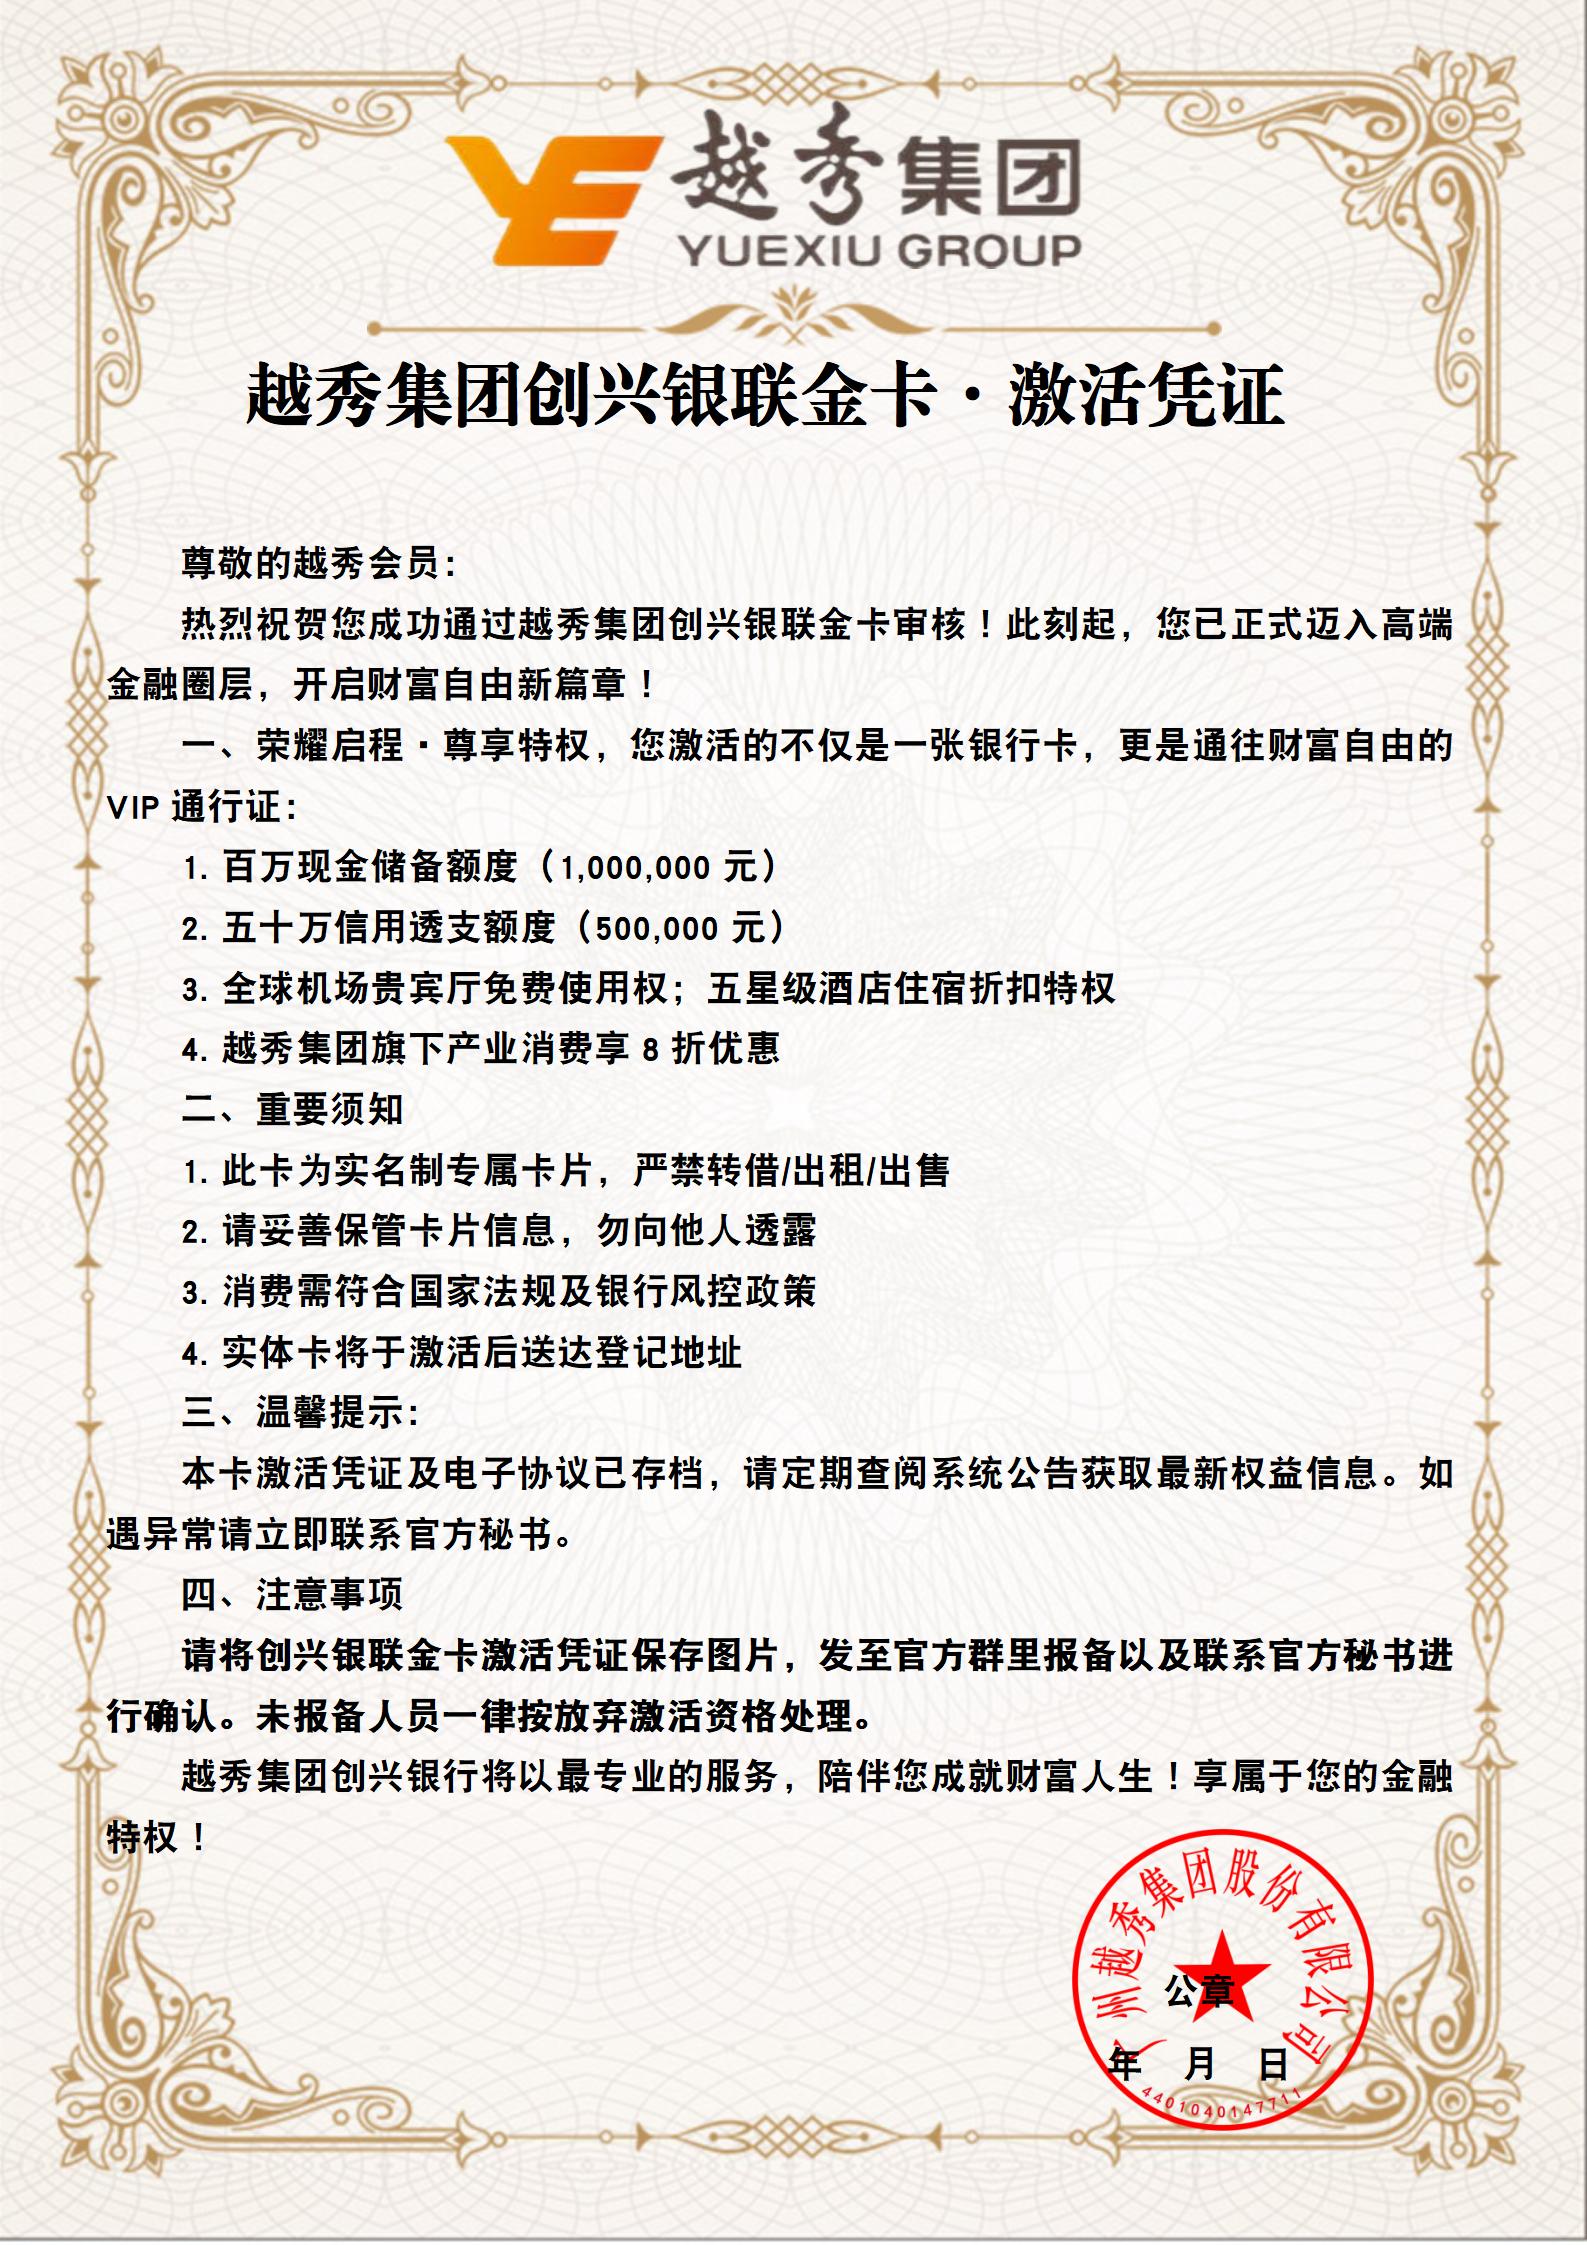 越秀集团
YUEXIU GROUP
越秀集团创兴银联金卡·激活凭证
尊敬的越秀会员：
热烈祝贺您成功通过越秀集团创兴银联金卡审核！此刻起，您已正式迈入高端
金融圈层，开启财富自由新篇章！
一、荣耀启程·尊享特权，您激活的不仅是一张银行卡，更是通往财富自由的
VIP 通行证：
1. 百万现金储备额度（1,000,000 元）
2. 五十万信用透支额度（500,000 元）
3. 全球机场贵宾厅免费使用权；五星级酒店住宿折扣特权
4. 越秀集团旗下产业消费享 8 折优惠
二、重要须知
1. 此卡为实名制专属卡片，严禁转借/出租/出售
2. 请妥善保管卡片信息，勿向他人透露
3. 消费需符合国家法规及银行风控政策
4. 实体卡将于激活后送达登记地址
三、温馨提示：
本卡激活凭证及电子协议已存档，请定期查阅系统公告获取最新权益信息。如
遇异常请立即联系官方秘书。
四、注意事项
请将创兴银联金卡激活凭证保存图片，发至官方群里报备以及联系官方秘书进
行确认。未报备人员一律按放弃激活资格处理。
越秀集团创兴银行将以最专业的服务，陪伴您成就财富人生！享属于您的金融
特权！
广州越秀集团股份有限公司
公章
年 月 日
4401040147711